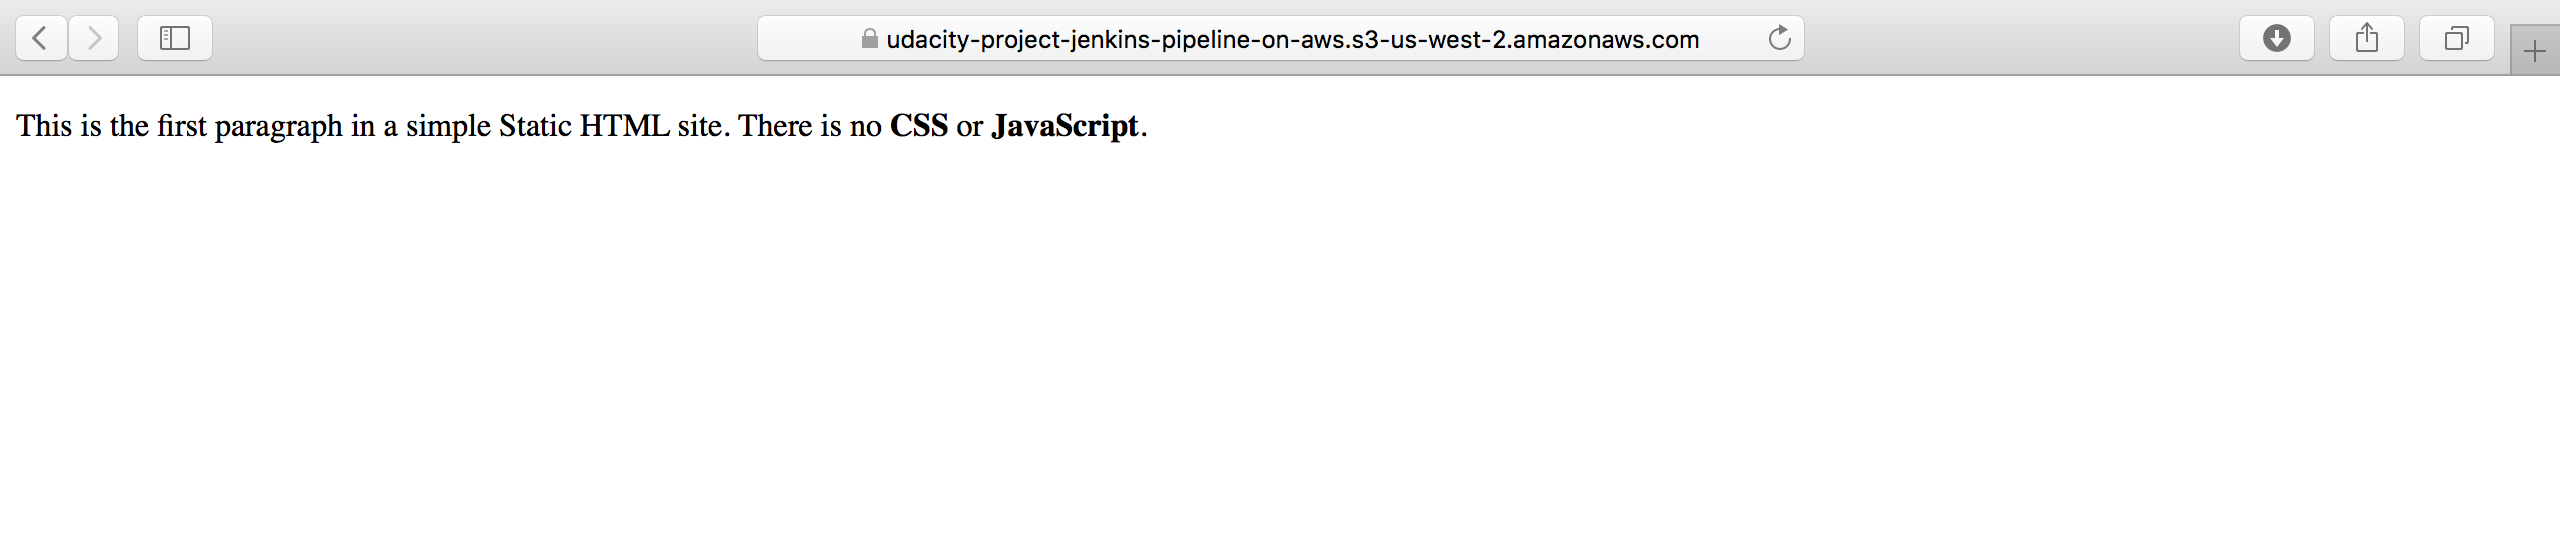 udacity-project-jenkins-pipeline-on-aws.s3-us-west-2.amazonaws.com
This is the first paragraph in a simple Static HTML site. There is no CSS or JavaScript.